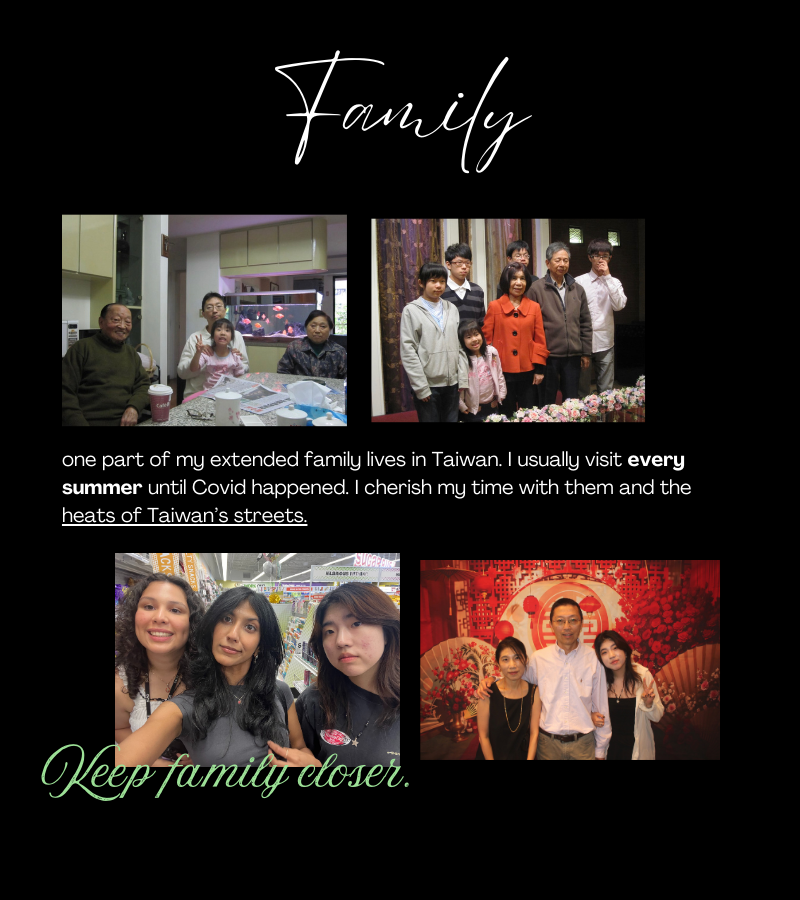 Family
one part of my extended family lives in Taiwan. I usually visit every
summer until Covid happened. I cherish my time with them and the
heats of Taiwan's streets.
Keep family closer.